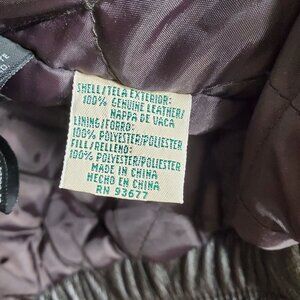 SHELL/TELA EXTERIOR:
100% GENUINE LEATHER/
NAPPA DE VACA
LINING/FORRO:
100% POLYESTER/POLIESTER
FILL/RELLENO:
100% POLYESTER/POLIESTER
MADE IN CHINA
HECHO EN CHINA
RN 93677